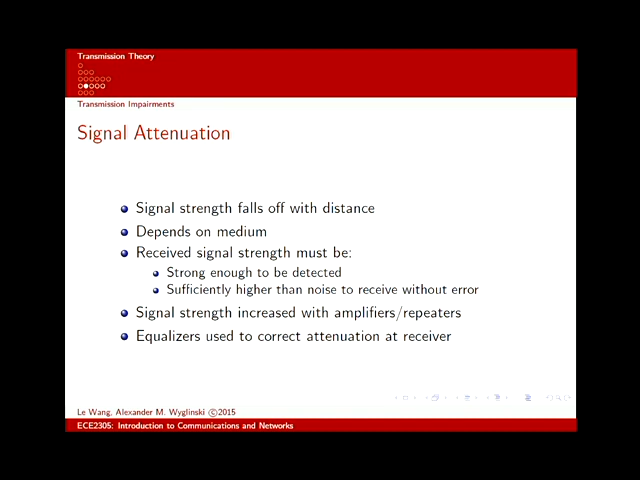 Transmission Theory
Transmission Impairments
Signal Attenuation
Signal strength falls off with distance
Depends on medium
Received signal strength must be:
Strong enough to be detected
Sufficiently higher than noise to receive without error
Signal strength increased with amplifiers/repeaters
Equalizers used to correct attenuation at receiver
Le Wang, Alexander M. Wyglinski ©2015
ECE2305: Introduction to Communications and Networks